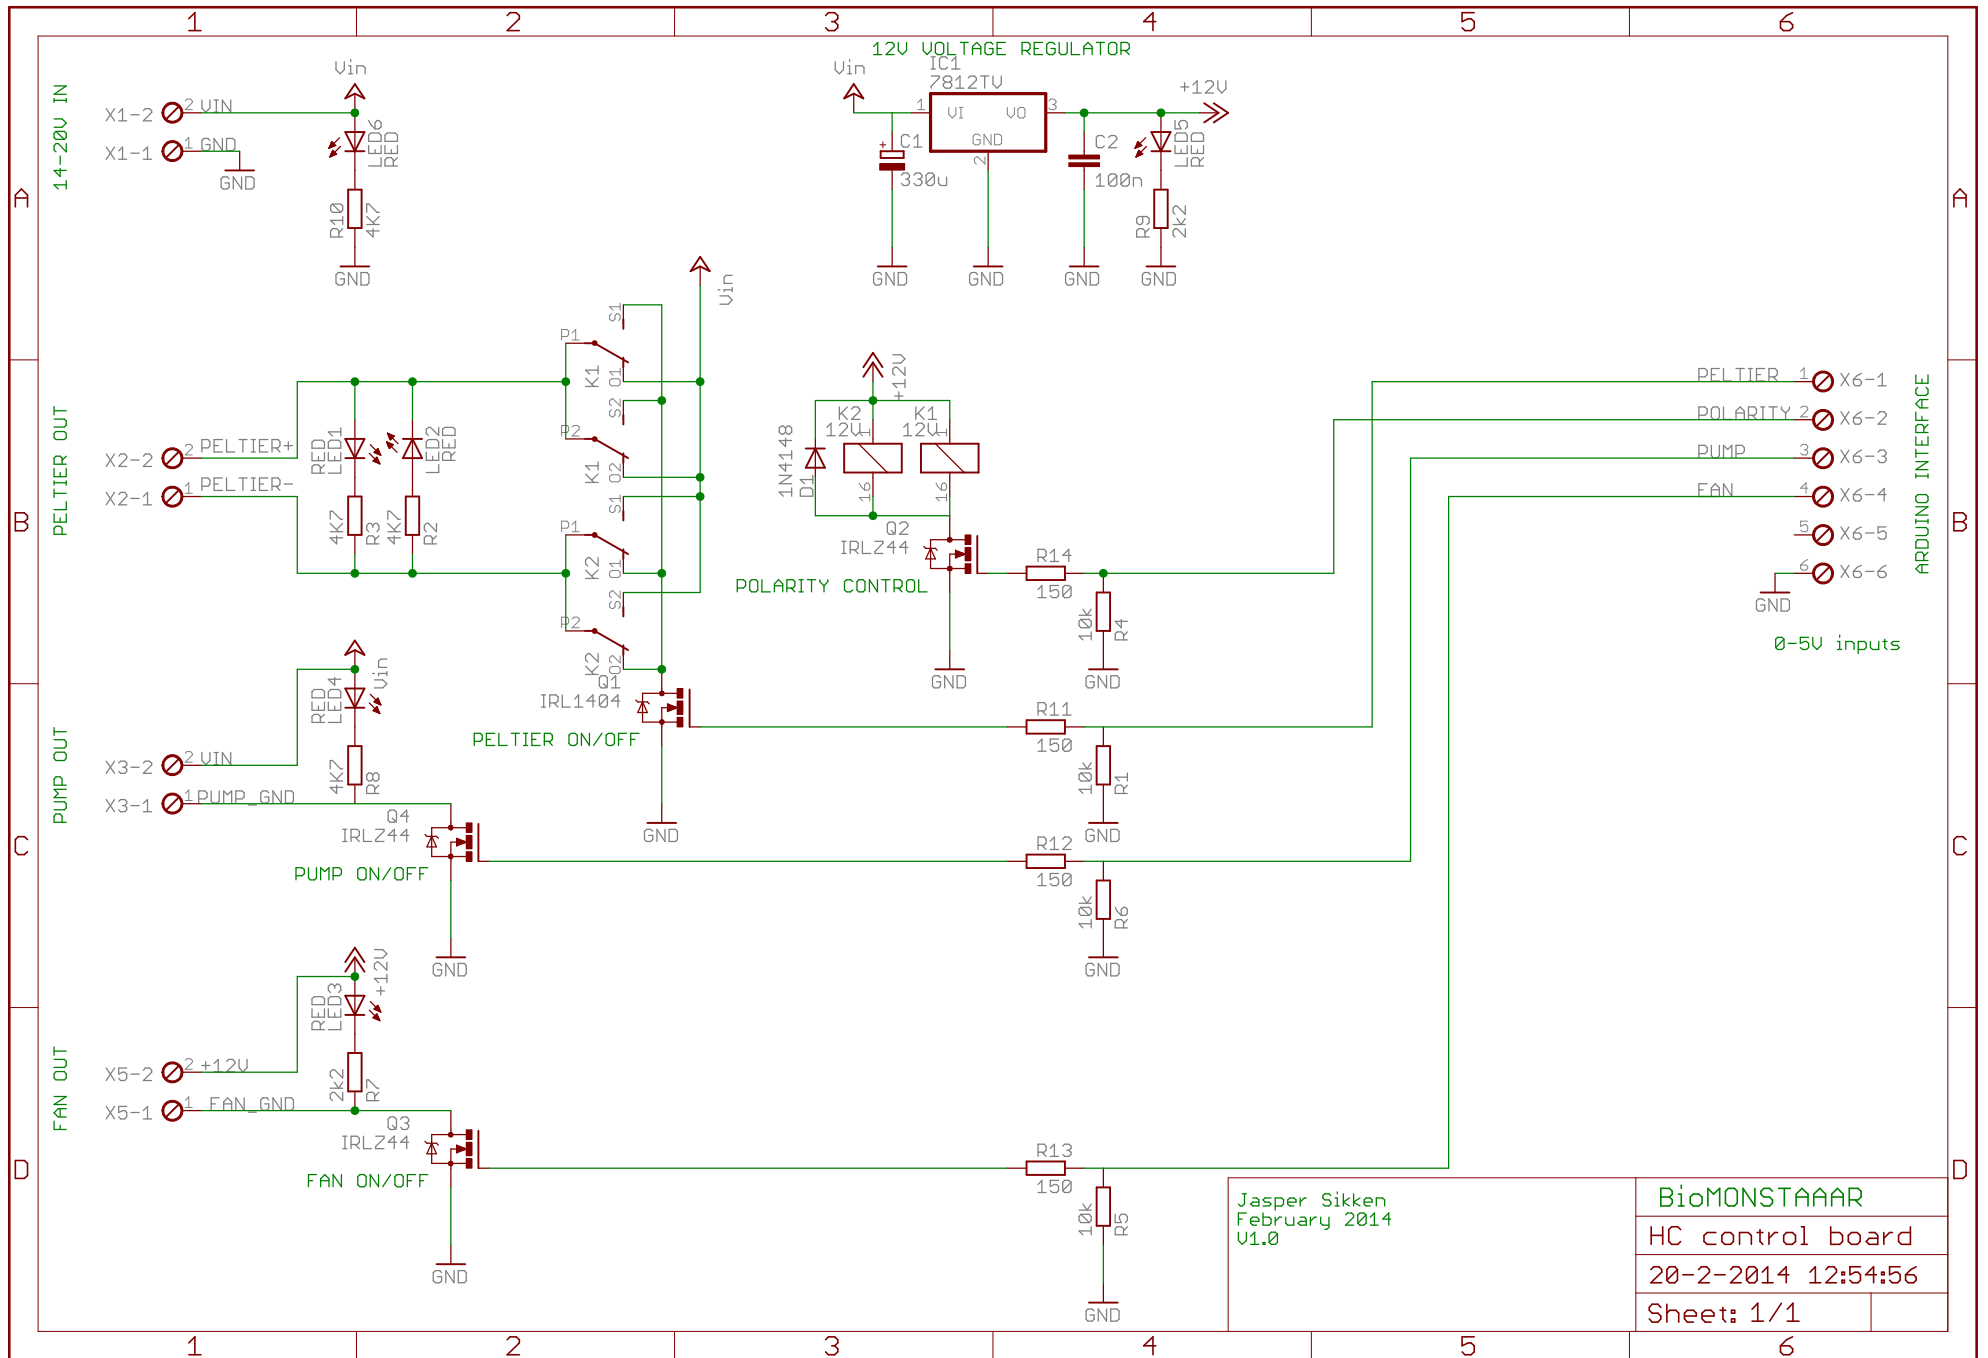 1 2 3 4 5 6
A
B
C
D
A
B
C
D
14-20V IN
X1-2
2 VIN
X1-1
1 GND
GND
Vin
LED6
RED
R10
4K7
GND
12V VOLTAGE REGULATOR
Vin
IC1
7812TV
1
VI
VO
3
GND
2
+12V
C1
+
330u
C2
100n
LED5
RED
R9
2k2
GND
GND
GND
GND
PELTIER OUT
X2-2
2 PELTIER+
X2-1
1 PELTIER-
RED
LED1
LED2
RED
4K7
R3
4K7
R2
Vin
S1
P1
K1
O1
S2
P2
K1
O2
S1
P1
K2
O1
S2
P2
K2
O2
Q1
IRL1404
PELTIER ON/OFF
GND
+12V
K2
12V
1
K1
12V
1
1N4148
D1
16
16
Q2
IRLZ44
POLARITY CONTROL
GND
R14
150
10k
R4
GND
R11
150
10k
R1
GND
R12
150
10k
R6
GND
R13
150
10k
R5
GND
ARDUINO INTERFACE
PELTIER 1 X6-1
POLARITY 2 X6-2
PUMP 3 X6-3
FAN 4 X6-4
5 X6-5
6 X6-6
GND
0-5V inputs
PUMP OUT
X3-2
2 VIN
X3-1
1 PUMP_GND
Vin
RED
LED4
4K7
R8
Q4
IRLZ44
PUMP ON/OFF
GND
FAN OUT
X5-2
2 +12V
X5-1
1 FAN_GND
+12V
RED
LED3
2k2
R7
Q3
IRLZ44
FAN ON/OFF
GND
Jasper Sikken
February 2014
V1.0
BioMONSTAAAR
HC control board
20-2-2014 12:54:56
Sheet: 1/1
1 2 3 4 5 6